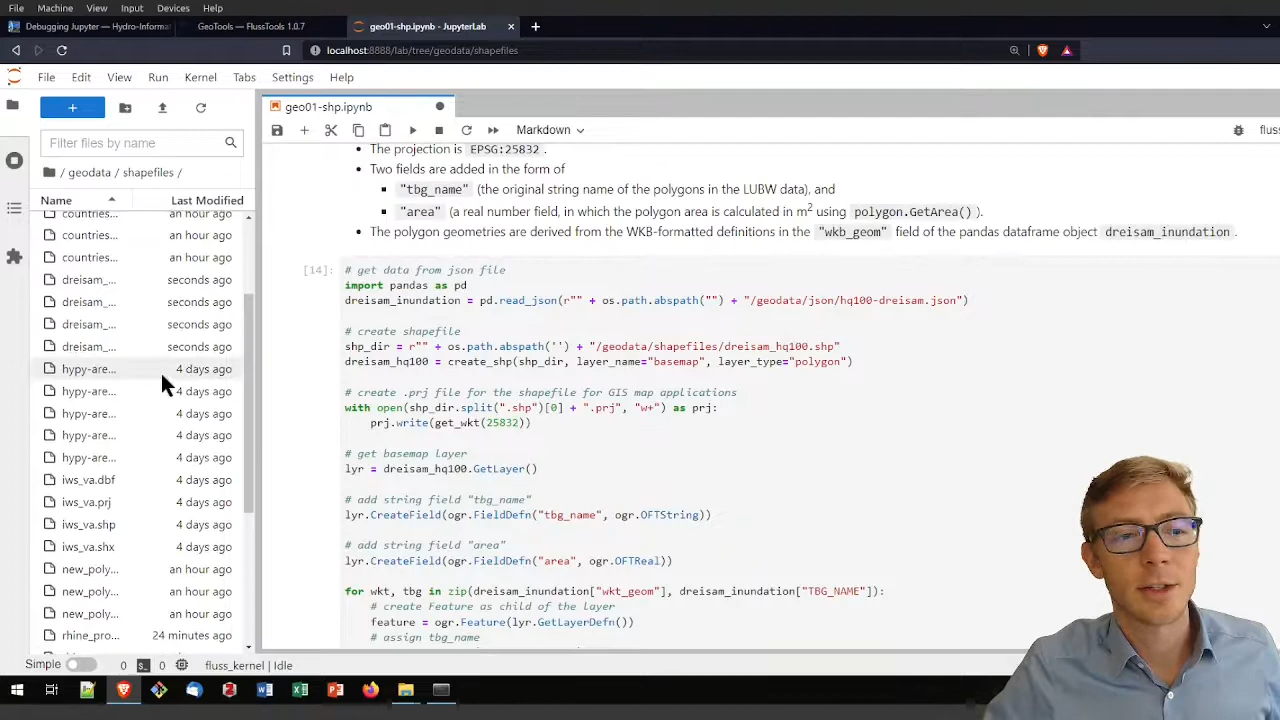 File Machine View Input Devices Help
Debugging Jupyter — Hydro-Informat
GeoTools — FlussTools 1.0.7
geo01-shp.ipynb - JupyterLab
localhost:8888/lab/tree/geodata/shapefiles
File Edit View Run Kernel Tabs Settings Help
geo01-shp.ipynb
Markdown
fluss
Filter files by name
/ geodata / shapefiles /
Name Last Modified
countries... an hour ago
countries... an hour ago
countries... an hour ago
dreisam_... seconds ago
dreisam_... seconds ago
dreisam_... seconds ago
dreisam_... seconds ago
hypy-are... 4 days ago
hypy-are... 4 days ago
hypy-are... 4 days ago
hypy-are... 4 days ago
hypy-are... 4 days ago
iws_va.dbf 4 days ago
iws_va.prj 4 days ago
iws_va.shp 4 days ago
iws_va.shx 4 days ago
new_poly... an hour ago
new_poly... an hour ago
new_poly... an hour ago
rhine_pro... 24 minutes ago
• The projection is EPSG:25832 .
• Two fields are added in the form of
▪ "tbg_name" (the original string name of the polygons in the LUBW data), and
▪ "area" (a real number field, in which the polygon area is calculated in m2 using polygon.GetArea() ).
• The polygon geometries are derived from the WKB-formatted definitions in the "wkb_geom" field of the pandas dataframe object dreisam_inundation .
[14]:
# get data from json file
import pandas as pd
dreisam_inundation = pd.read_json(r"" + os.path.abspath("") + "/geodata/json/hq100-dreisam.json")
# create shapefile
shp_dir = r"" + os.path.abspath('') + "/geodata/shapefiles/dreisam_hq100.shp"
dreisam_hq100 = create_shp(shp_dir, layer_name="basemap", layer_type="polygon")
# create .prj file for the shapefile for GIS map applications
with open(shp_dir.split(".shp")[0] + ".prj", "w+") as prj:
prj.write(get_wkt(25832))
# get basemap layer
lyr = dreisam_hq100.GetLayer()
# add string field "tbg_name"
lyr.CreateField(ogr.FieldDefn("tbg_name", ogr.OFTString))
# add string field "area"
lyr.CreateField(ogr.FieldDefn("area", ogr.OFTReal))
for wkt, tbg in zip(dreisam_inundation["wkt_geom"], dreisam_inundation["TBG_NAME"]):
# create Feature as child of the layer
feature = ogr.Feature(lyr.GetLayerDefn())
# assign tbg_name
Simple 0 0 fluss_kernel | Idle